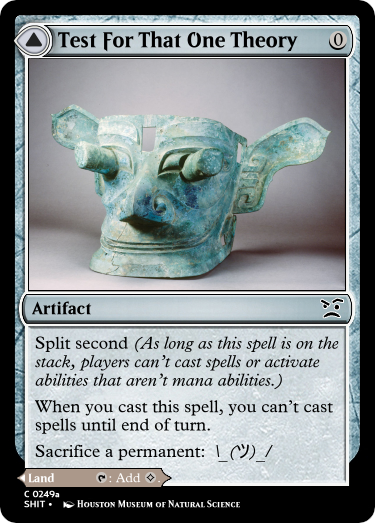 Test For That One Theory 0
Artifact
Split second (As long as this spell is on the
stack, players can't cast spells or activate
abilities that aren't mana abilities.)
When you cast this spell, you can't cast
spells until end of turn.
Sacrifice a permanent: \_(ツ)_/
Land : Add .
C 0249a
SHIT • Houston Museum of Natural Science